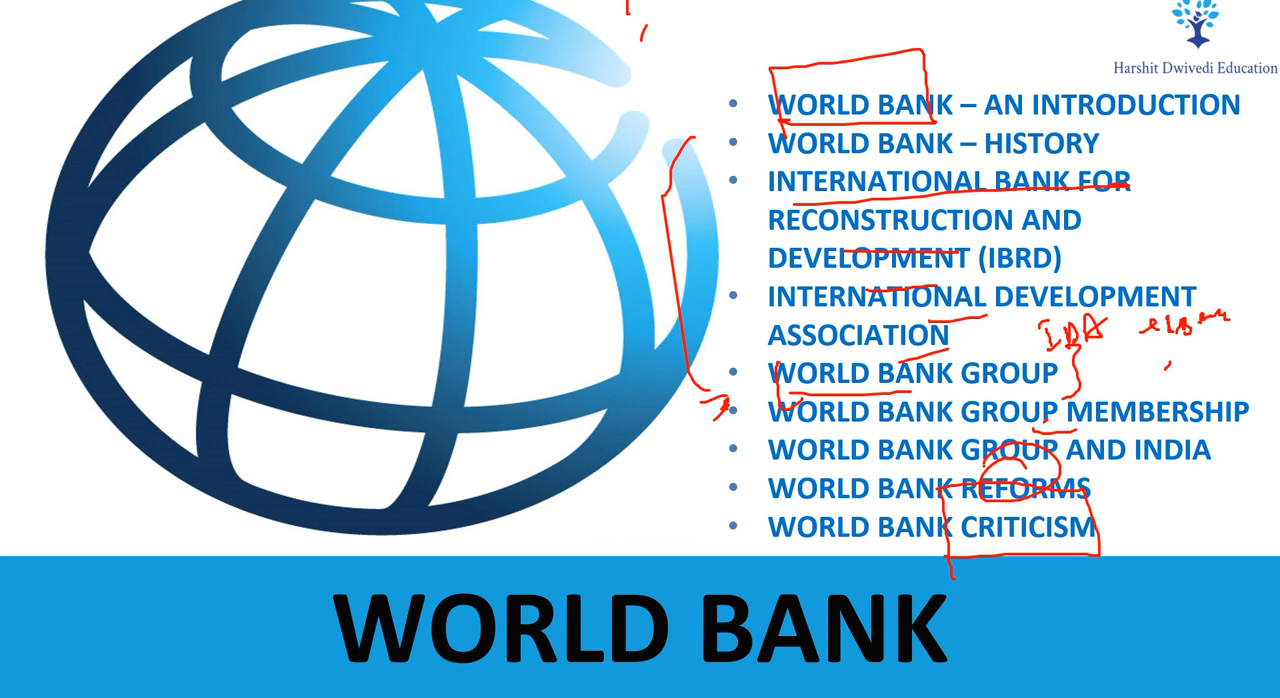 Harshit Dwivedi Education
• WORLD BANK – AN INTRODUCTION
• WORLD BANK – HISTORY
• INTERNATIONAL BANK FOR
RECONSTRUCTION AND
DEVELOPMENT (IBRD)
• INTERNATIONAL DEVELOPMENT
ASSOCIATION
IDA
• WORLD BANK GROUP
• WORLD BANK GROUP MEMBERSHIP
• WORLD BANK GROUP AND INDIA
• WORLD BANK REFORMS
• WORLD BANK CRITICISM
WORLD BANK